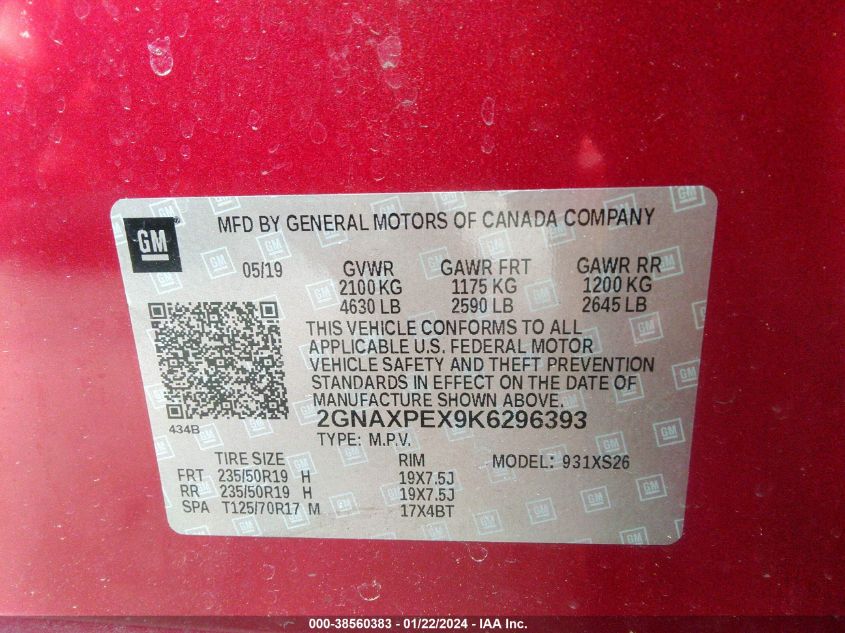 GM
MFD BY GENERAL MOTORS OF CANADA COMPANY
05/19 GVWR GAWR FRT GAWR RR
2100 KG 1175 KG 1200 KG
4630 LB 2590 LB 2645 LB
THIS VEHICLE CONFORMS TO ALL
APPLICABLE U.S. FEDERAL MOTOR
VEHICLE SAFETY AND THEFT PREVENTION
STANDARDS IN EFFECT ON THE DATE OF
MANUFACTURE SHOWN ABOVE.
434B
2GNAXPEX9K6296393
TYPE: M.P.V.
TIRE SIZE RIM MODEL: 931XS26
FRT 235/50R19 H 19X7.5J
RR 235/50R19 H 19X7.5J
SPA T125/70R17 M 17X4BT
000-38560383 - 01/22/2024 - IAA Inc.